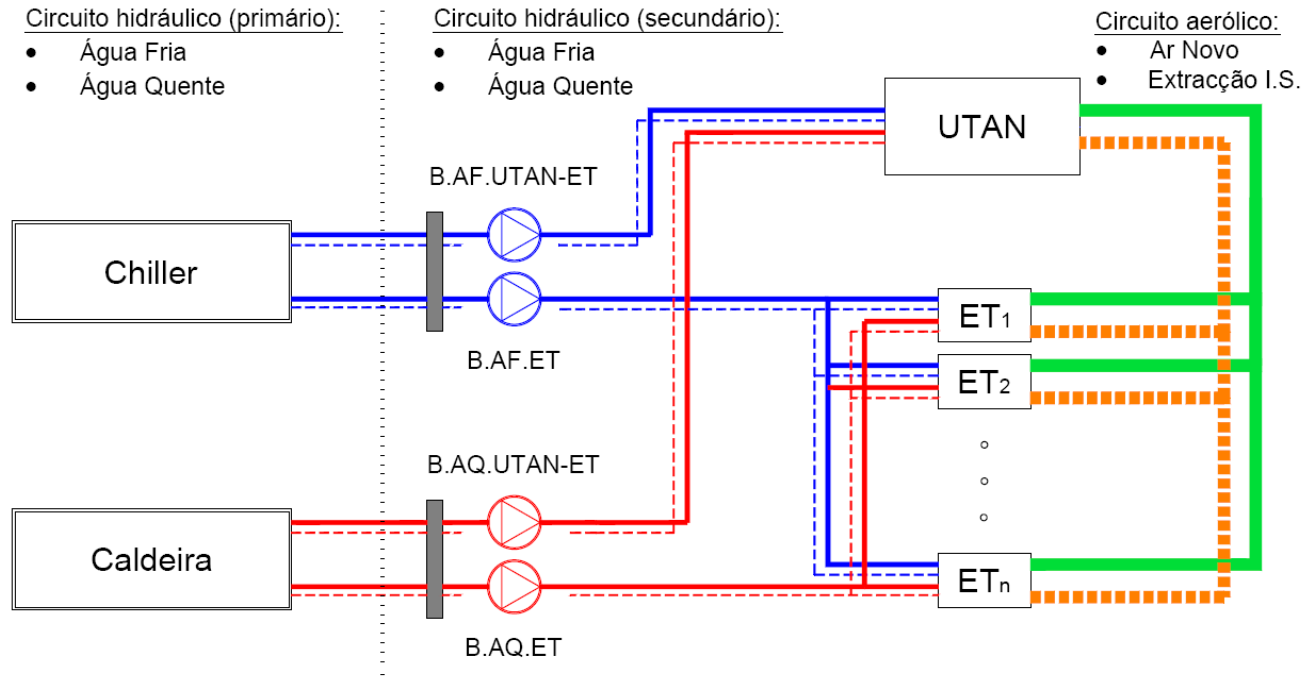 Circuito hidráulico (primário):
• Água Fria
• Água Quente
Circuito hidráulico (secundário):
• Água Fria
• Água Quente
Circuito aerólico:
• Ar Novo
• Extracção I.S.
UTAN
B.AF.UTAN-ET
Chiller
B.AF.ET
ET1
ET2
B.AQ.UTAN-ET
Caldeira
ETn
B.AQ.ET